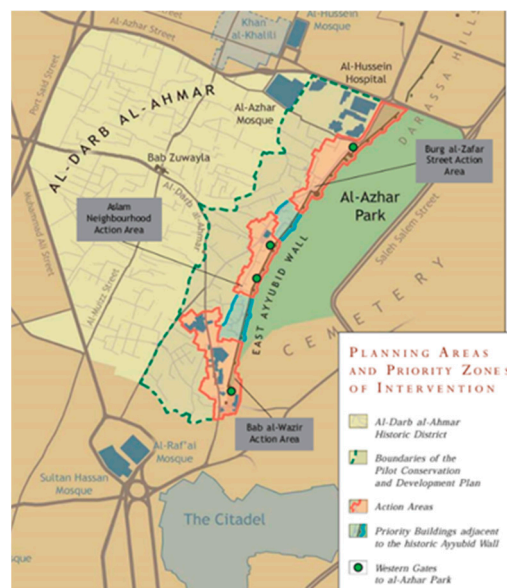 Al-Azhar Street
Khan
al-Khalili
Al-Hussein
Mosque
Al-Hussein
Hospital
Port Said Street
AL-DARB AL-AHMAR
Al-Azhar
Mosque
DARASSA HILLS
Bab Zuwayla
Burg al-Zafar
Street Action
Area
Al-Darb al-Ahmar
Aslam
Neighbourhood
Action Area
Al-Azhar
Park
Muhammad Ali Street
Saleh Salem Street
Al-Muizz Street
EAST AYYUBID WALL
CEMETERY
PLANNING AREAS
AND PRIORITY ZONES
OF INTERVENTION
Al-Darb al-Ahmar
Historic District
Bab al-Wazir
Action Area
Al-Raf'ai
Mosque
Boundaries of the
Pilot Conservation
and Development Plan
Sultan Hassan
Mosque
Action Areas
The Citadel
Priority Buildings adjacent
to the historic Ayyubid Wall
sque
Western Gates
to al-Azhar Park